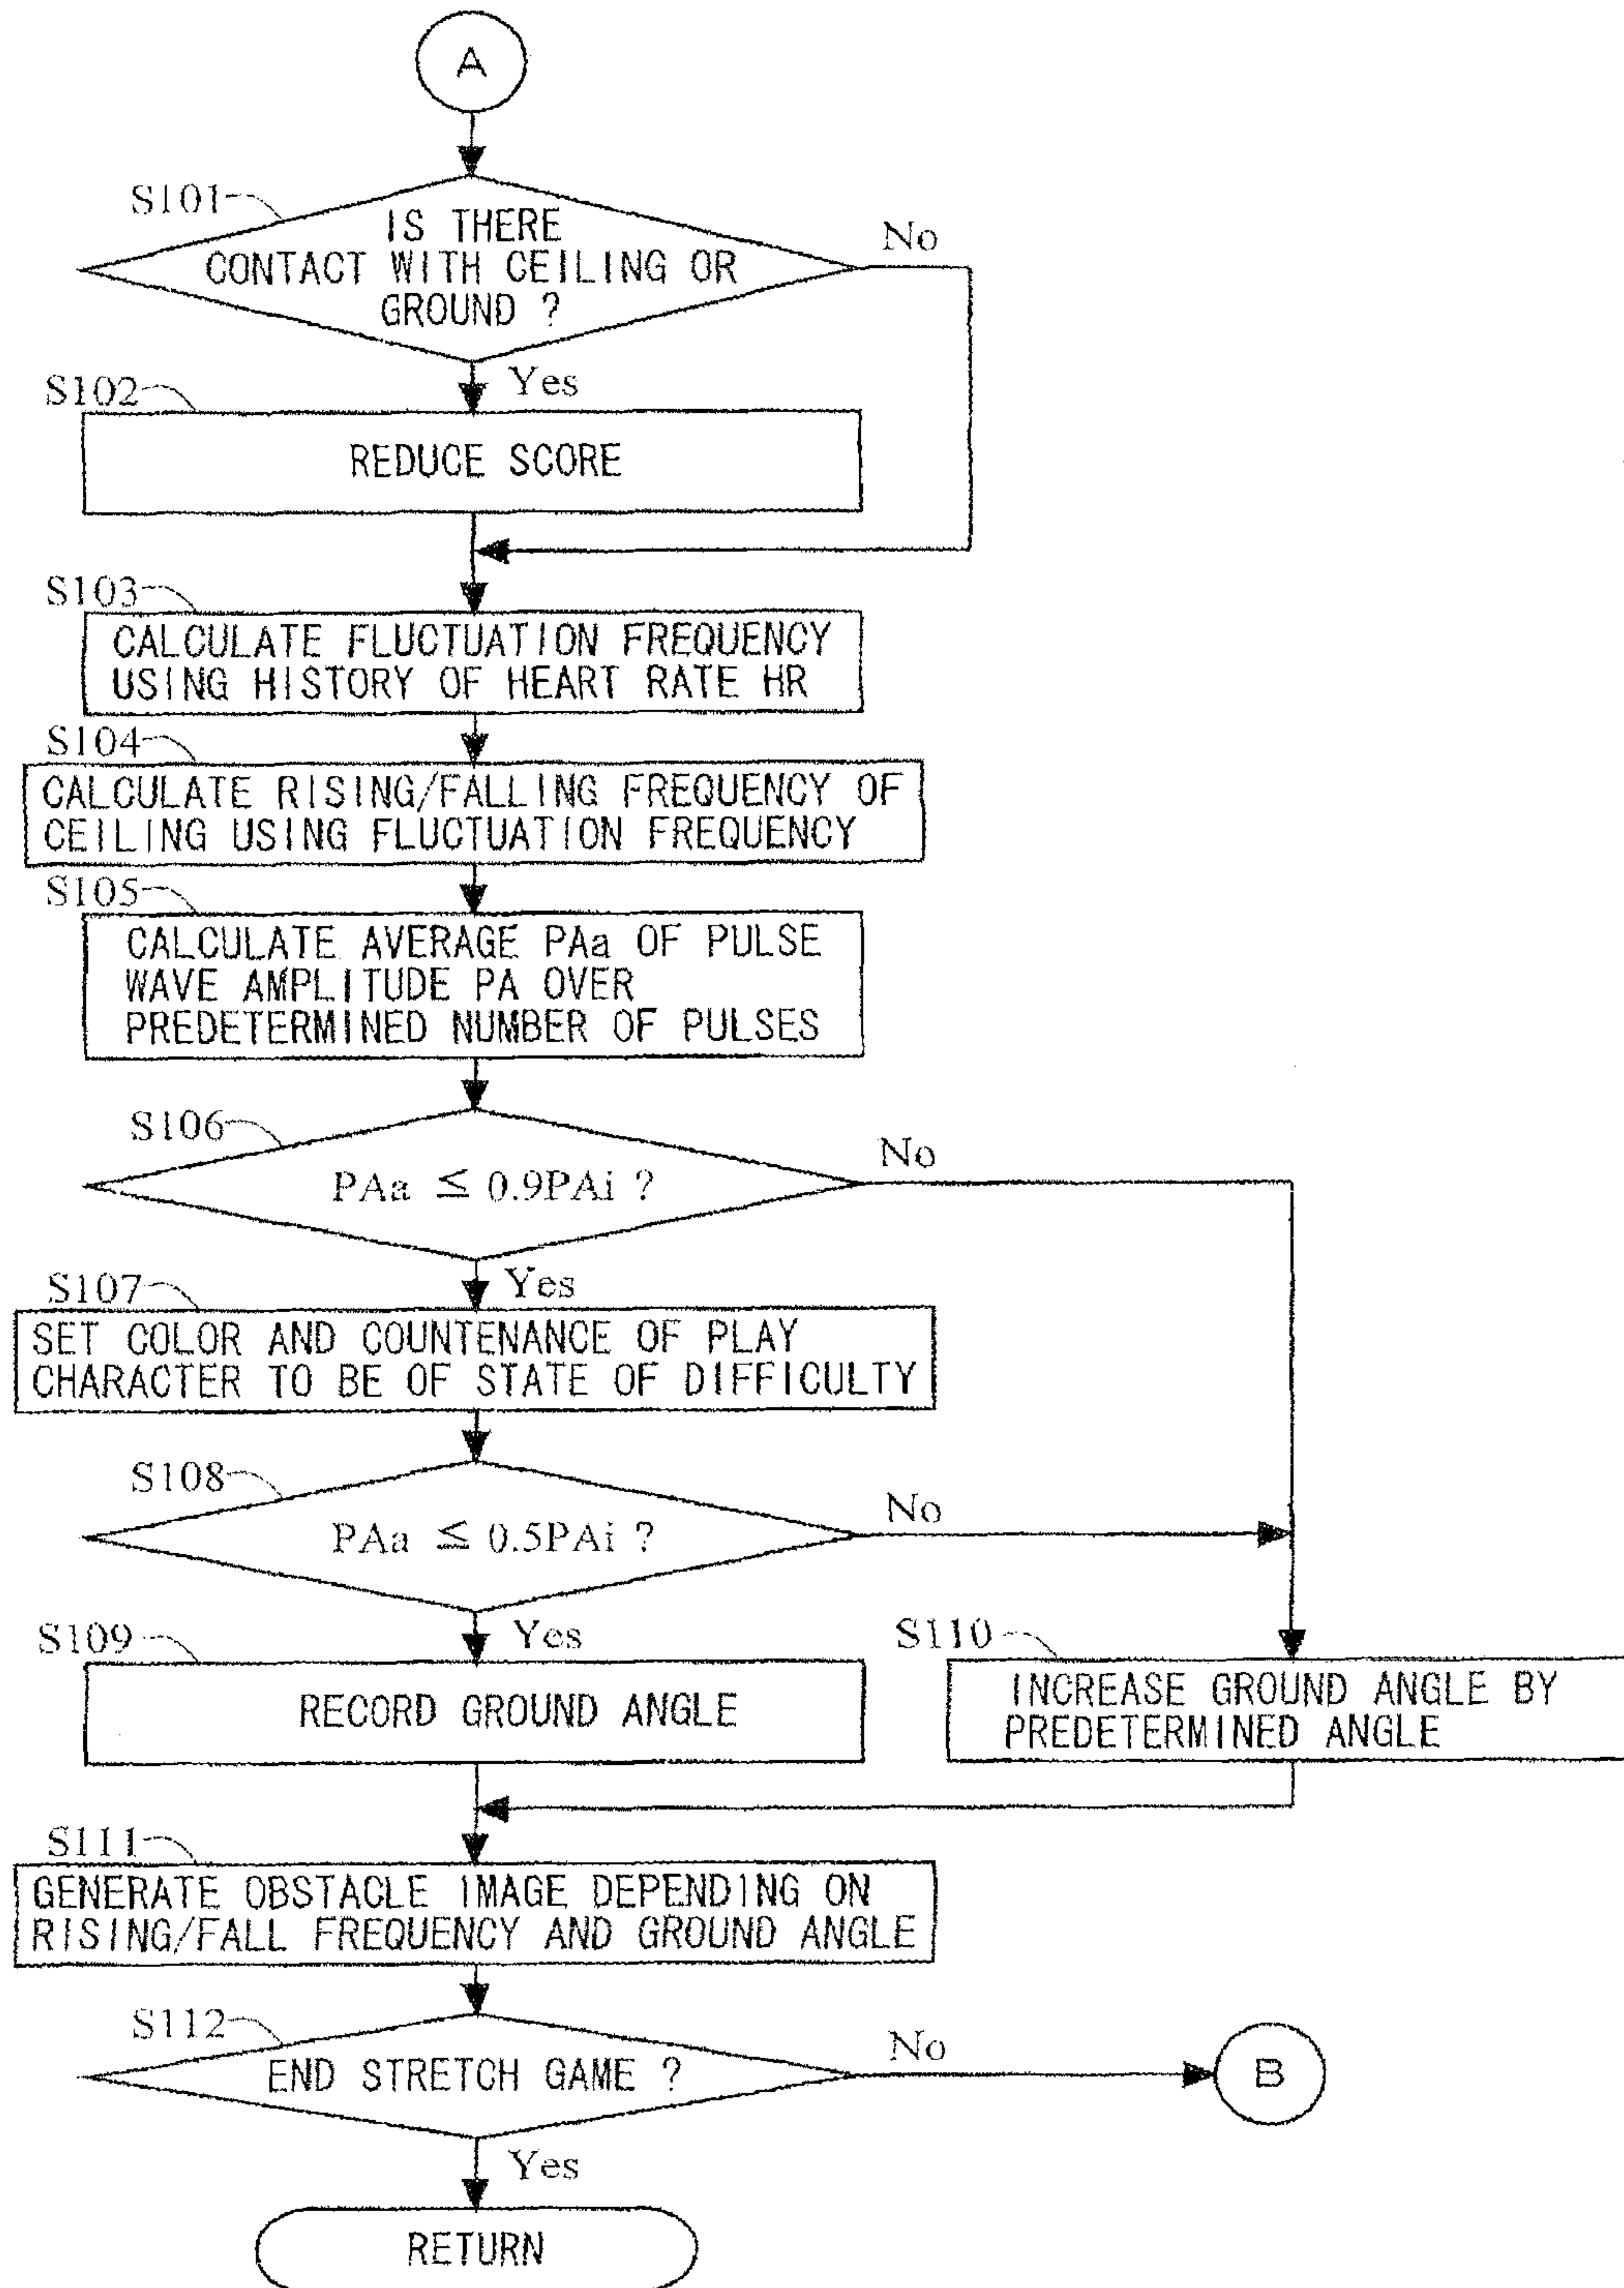 A
S101
IS THERE
CONTACT WITH CEILING OR
GROUND ?
No
Yes
S102
REDUCE SCORE
S103
CALCULATE FLUCTUATION FREQUENCY
USING HISTORY OF HEART RATE HR
S104
CALCULATE RISING/FALLING FREQUENCY OF
CEILING USING FLUCTUATION FREQUENCY
S105
CALCULATE AVERAGE PAa OF PULSE
WAVE AMPLITUDE PA OVER
PREDETERMINED NUMBER OF PULSES
S106
PAa ≦ 0.9PAi ?
No
Yes
S107
SET COLOR AND COUNTENANCE OF PLAY
CHARACTER TO BE OF STATE OF DIFFICULTY
S108
PAa ≦ 0.5PAi ?
No
Yes
S109
RECORD GROUND ANGLE
S110
INCREASE GROUND ANGLE BY
PREDETERMINED ANGLE
S111
GENERATE OBSTACLE IMAGE DEPENDING ON
RISING/FALL FREQUENCY AND GROUND ANGLE
S112
END STRETCH GAME ?
No
B
Yes
RETURN